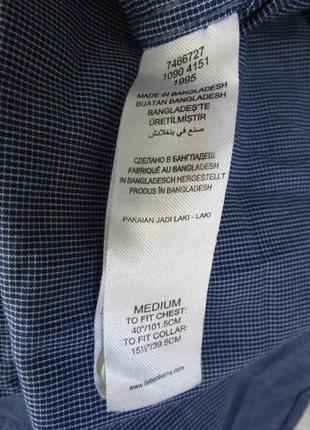 7466727
1090 4151
1995
MADE IN BANGLADESH
BUATAN BANGLADESH
BANGLADEŞ'TE
ÜRETİLMİŞTİR
صنع في بنغلادش
СДЕЛАНО В БАНГЛАДЕШ
FABRIQUÉ AU BANGLADESH
IN BANGLADESCH HERGESTELLT
PRODUS ÎN BANGLADESH
PAKAIAN JADI LAKI - LAKI
MEDIUM
TO FIT CHEST:
40"/101.5CM
TO FIT COLLAR:
15½"/39.5CM